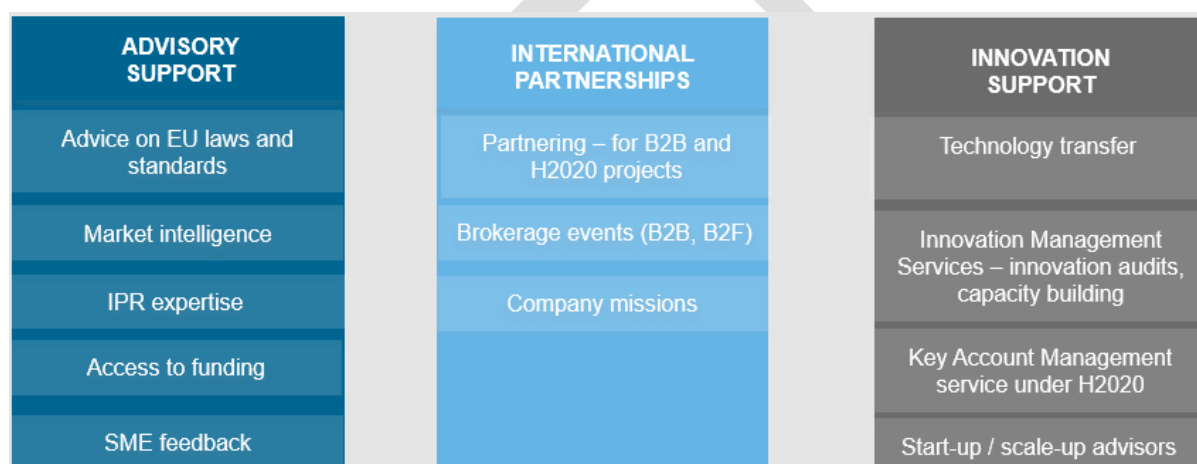 ADVISORY
SUPPORT
Advice on EU laws and
standards
Market intelligence
IPR expertise
Access to funding
SME feedback
INTERNATIONAL
PARTNERSHIPS
Partnering – for B2B and
H2020 projects
Brokerage events (B2B, B2F)
Company missions
INNOVATION
SUPPORT
Technology transfer
Innovation Management
Services – innovation audits,
capacity building
Key Account Management
service under H2020
Start-up / scale-up advisors